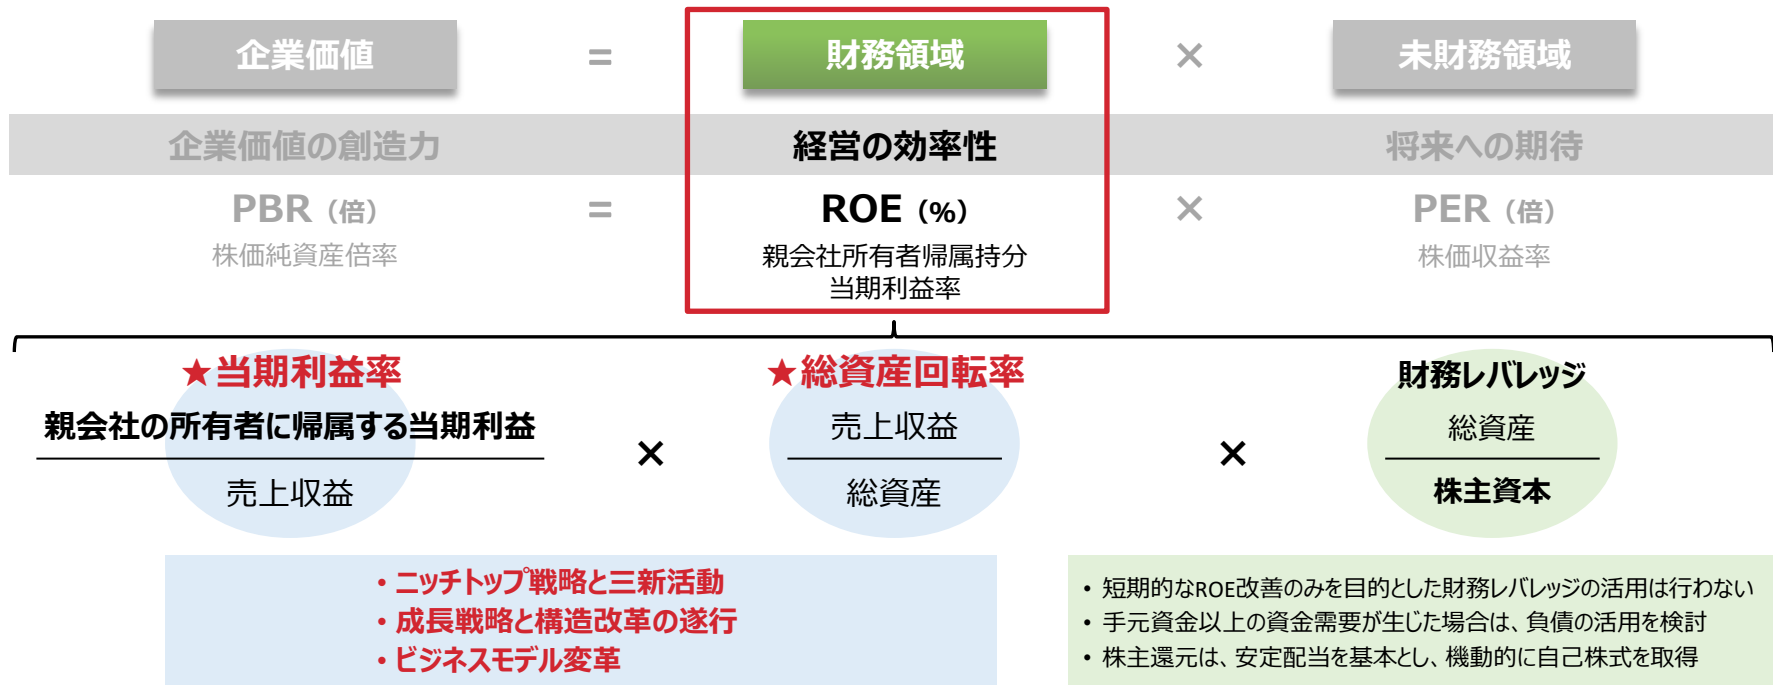 企業価値 = 財務領域 × 未財務領域
企業価値の創造力 経営の効率性 将来への期待
PBR（倍） = ROE（%） × PER（倍）
株価純資産倍率 親会社所有者帰属持分 株価収益率
当期利益率
★当期利益率
親会社の所有者に帰属する当期利益
売上収益
×
★総資産回転率
売上収益
総資産
×
財務レバレッジ
総資産
株主資本
・ニッチトップ戦略と三新活動
・成長戦略と構造改革の遂行
・ビジネスモデル変革
• 短期的なROE改善のみを目的とした財務レバレッジの活用は行わない
• 手元資金以上の資金需要が生じた場合は、負債の活用を検討
• 株主還元は、安定配当を基本とし、機動的に自己株式を取得